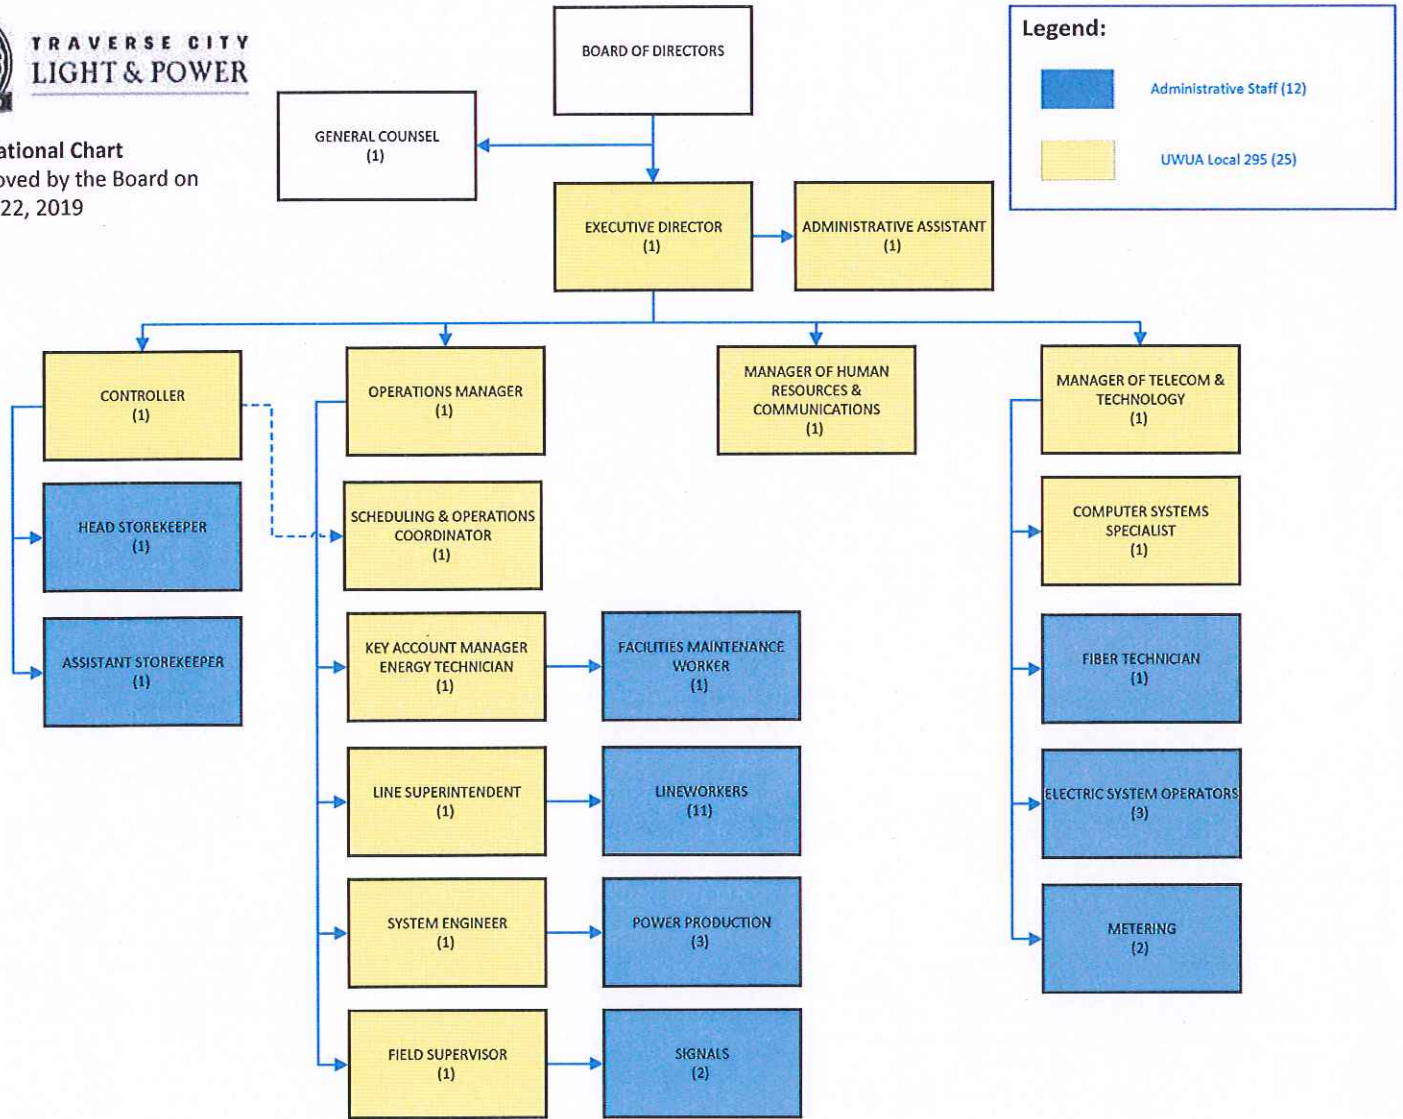 TRAVERSE CITY
LIGHT & POWER
ational Chart
oved by the Board on
22, 2019
BOARD OF DIRECTORS
GENERAL COUNSEL
(1)
Legend:
Administrative Staff (12)
UWUA Local 295 (25)
EXECUTIVE DIRECTOR
(1)
ADMINISTRATIVE ASSISTANT
(1)
CONTROLLER
(1)
OPERATIONS MANAGER
(1)
MANAGER OF HUMAN
RESOURCES &
COMMUNICATIONS
(1)
MANAGER OF TELECOM &
TECHNOLOGY
(1)
HEAD STOREKEEPER
(1)
SCHEDULING & OPERATIONS
COORDINATOR
(1)
COMPUTER SYSTEMS
SPECIALIST
(1)
ASSISTANT STOREKEEPER
(1)
KEY ACCOUNT MANAGER
ENERGY TECHNICIAN
(1)
FACILITIES MAINTENANCE
WORKER
(1)
FIBER TECHNICIAN
(1)
LINE SUPERINTENDENT
(1)
LINEWORKERS
(11)
ELECTRIC SYSTEM OPERATORS
(3)
SYSTEM ENGINEER
(1)
POWER PRODUCTION
(3)
METERING
(2)
FIELD SUPERVISOR
(1)
SIGNALS
(2)